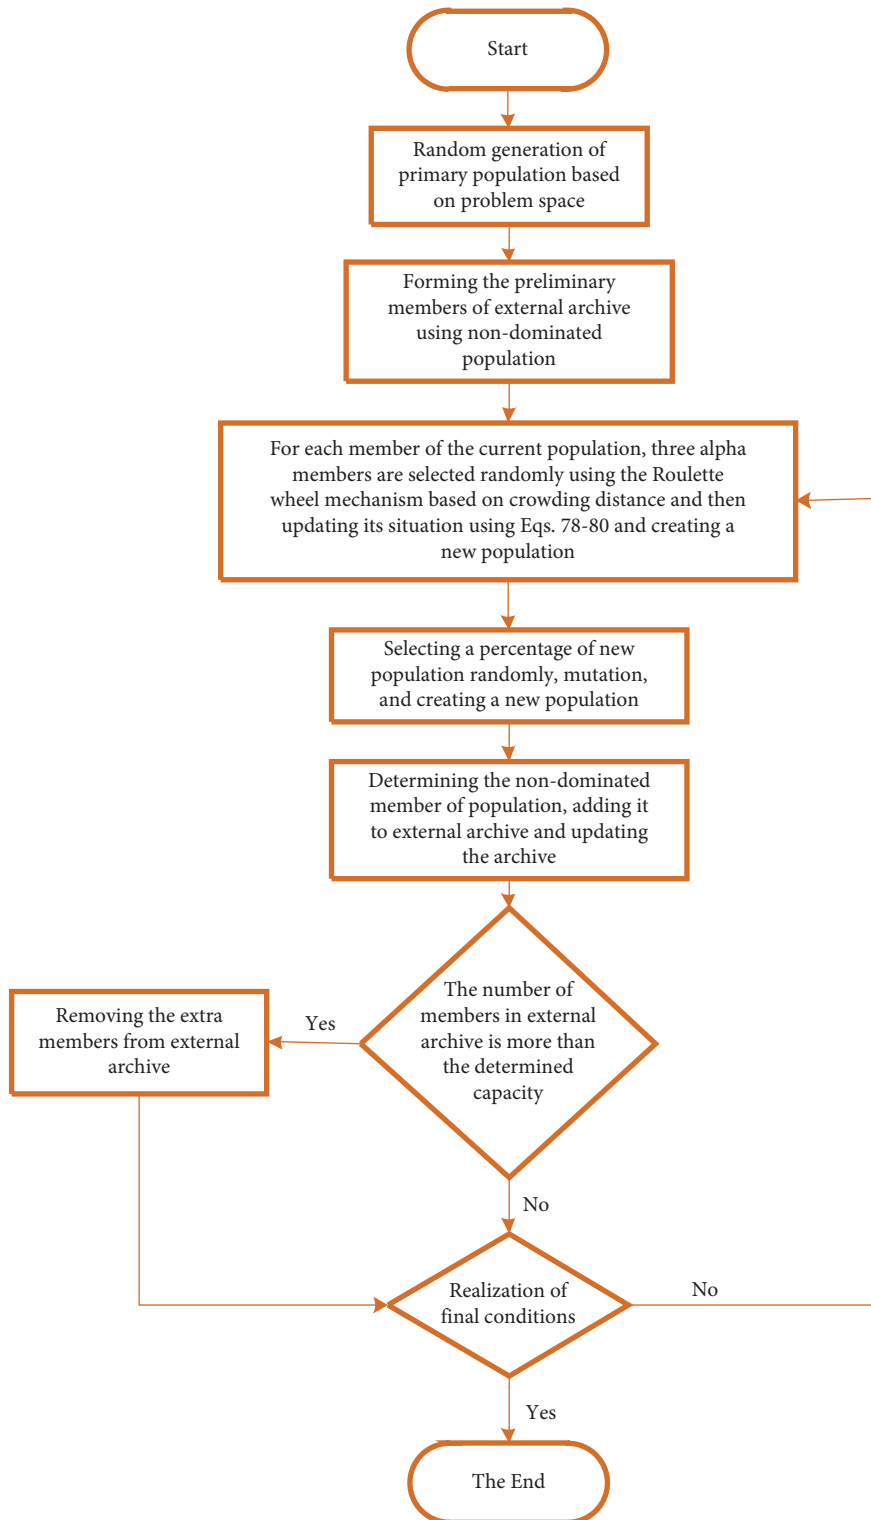 Start
Random generation of
primary population based
on problem space
Forming the preliminary
members of external archive
using non-dominated
population
For each member of the current population, three alpha
members are selected randomly using the Roulette
wheel mechanism based on crowding distance and then
updating its situation using Eqs. 78-80 and creating a
new population
Selecting a percentage of new
population randomly, mutation,
and creating a new population
Determining the non-dominated
member of population, adding it
to external archive and updating
the archive
The number of
members in external
archive is more than
the determined
capacity
Yes
Removing the extra
members from external
archive
No
Realization of
final conditions
No
Yes
The End